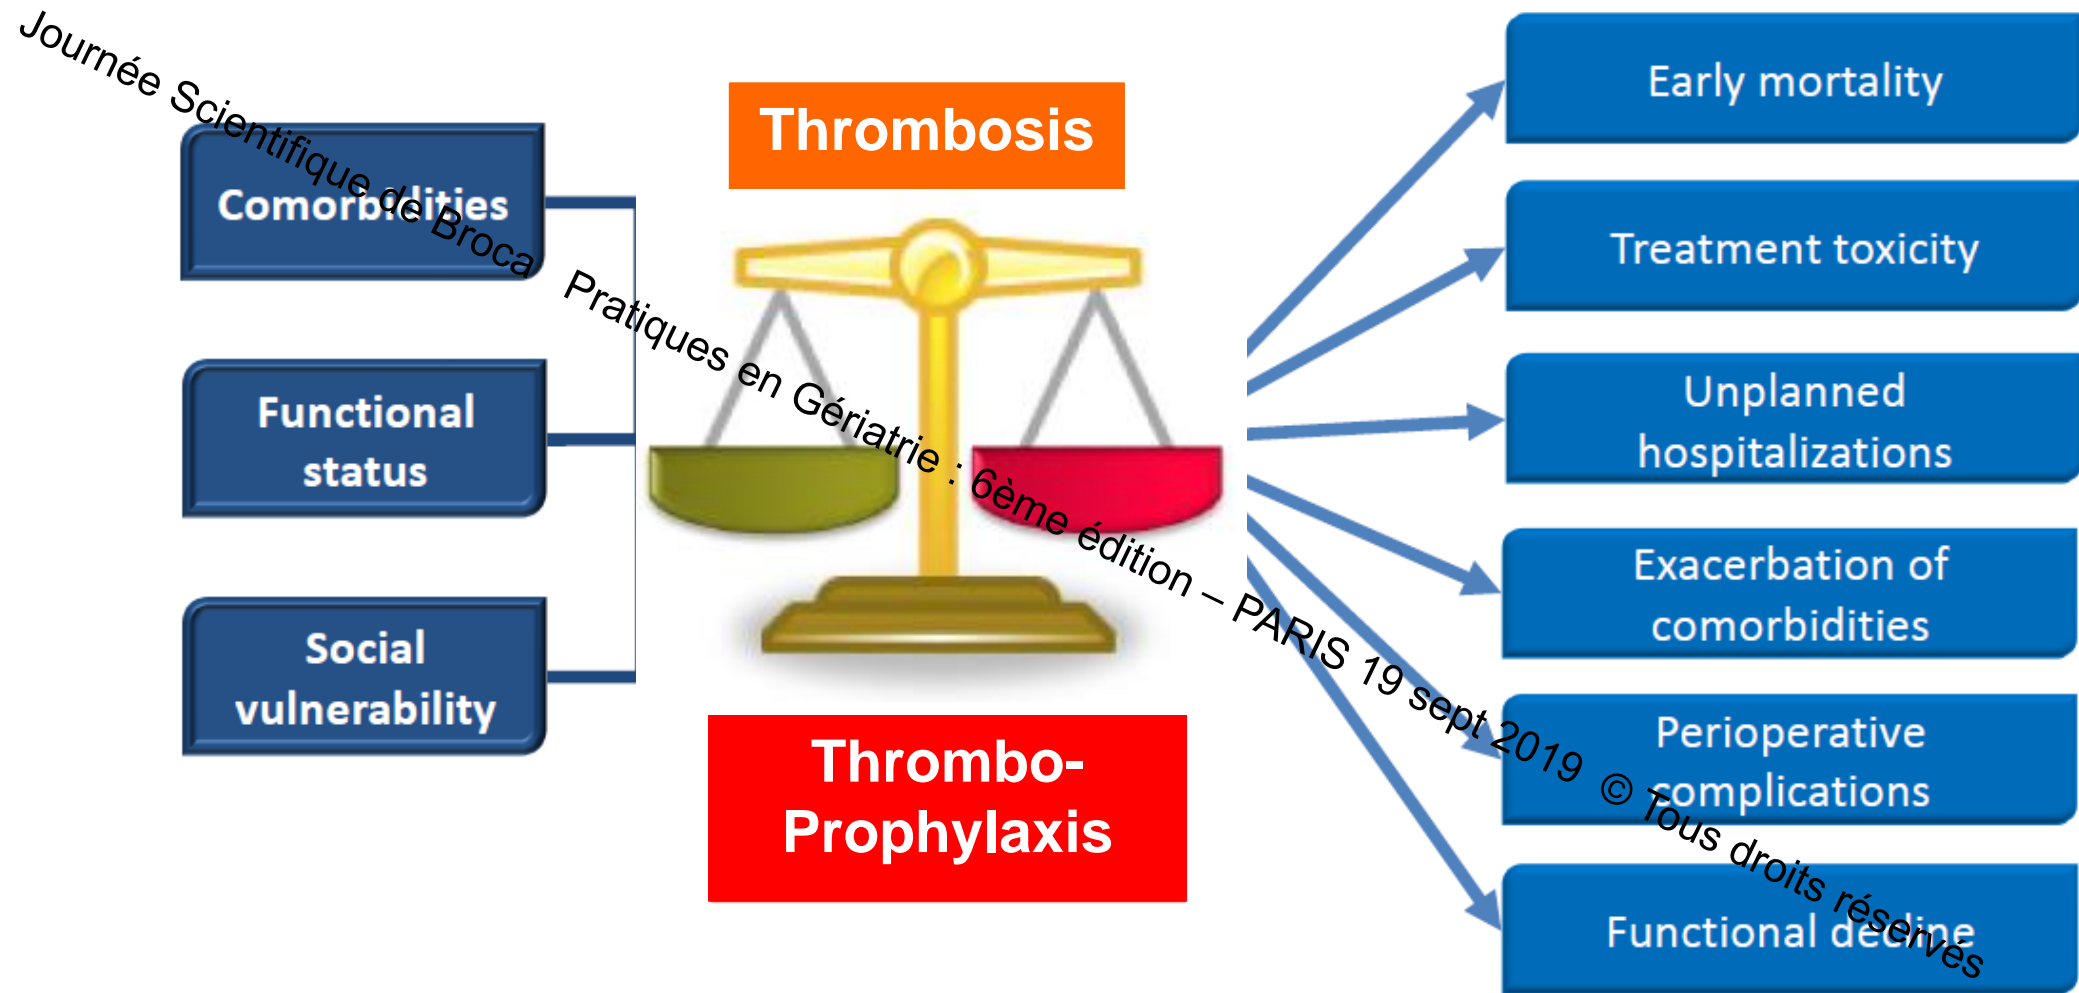 Journée Scientifique de Broca Pratiques en Gériatrie : 6ème édition – PARIS 19 sept 2019 © Tous droits réservés
Comorbidities
Functional
status
Social
vulnerability
Thrombosis
Thrombo-
Prophylaxis
Early mortality
Treatment toxicity
Unplanned
hospitalizations
Exacerbation of
comorbidities
Perioperative
complications
Functional decline